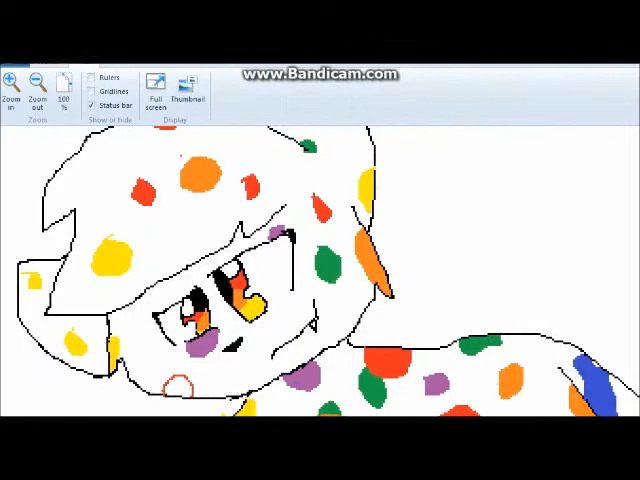 www.Bandicam.com
Rulers
Gridlines
Status bar
Zoom in
Zoom out
100 %
Full screen
Thumbnail
Zoom
Show or hide
Display